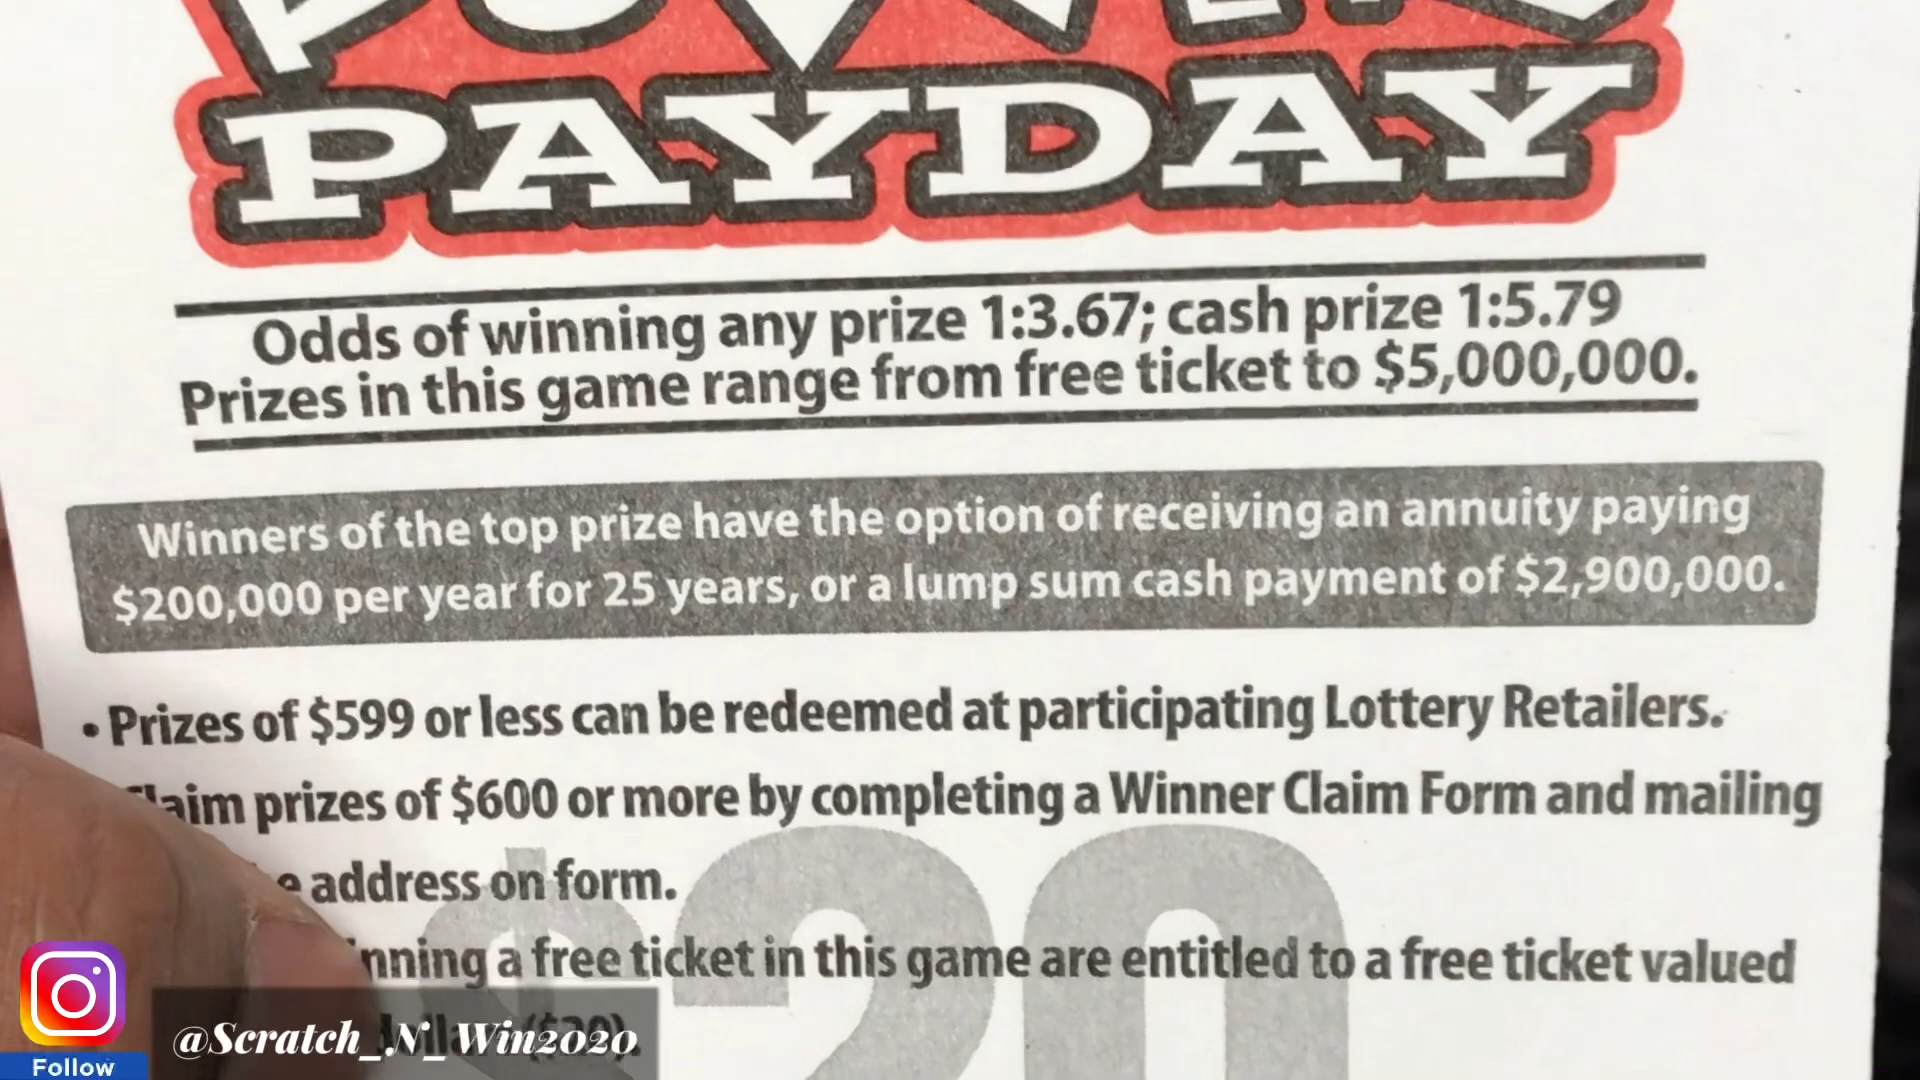 PAYDAY
Odds of winning any prize 1:3.67; cash prize 1:5.79
Prizes in this game range from free ticket to $5,000,000.
Winners of the top prize have the option of receiving an annuity paying
$200,000 per year for 25 years, or a lump sum cash payment of $2,900,000.
• Prizes of $599 or less can be redeemed at participating Lottery Retailers.
Claim prizes of $600 or more by completing a Winner Claim Form and mailing
address on form.
a free ticket in this game are entitled to a free ticket valued
($20).
$20
@Scratch_.N_Win2020
Follow